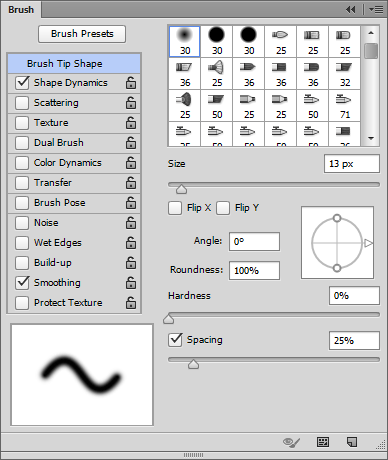 Brush
Brush Presets
Brush Tip Shape
Shape Dynamics
Scattering
Texture
Dual Brush
Color Dynamics
Transfer
Brush Pose
Noise
Wet Edges
Build-up
Smoothing
Protect Texture
30 30 30 25 25 25
36 25 36 36 36 32
25 50 25 25 50 71
25 50 50 50 50 36
Size 13 px
Flip X Flip Y
Angle: 0°
Roundness: 100%
Hardness 0%
Spacing 25%